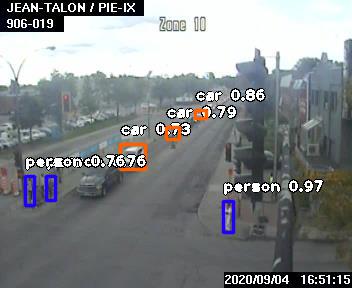 JEAN-TALON / PIE-IX
906-019
Zone 10
car 0.86
car 0.79
car 0.73
person 0.76
person 0.97
2020/09/04 16:51:15